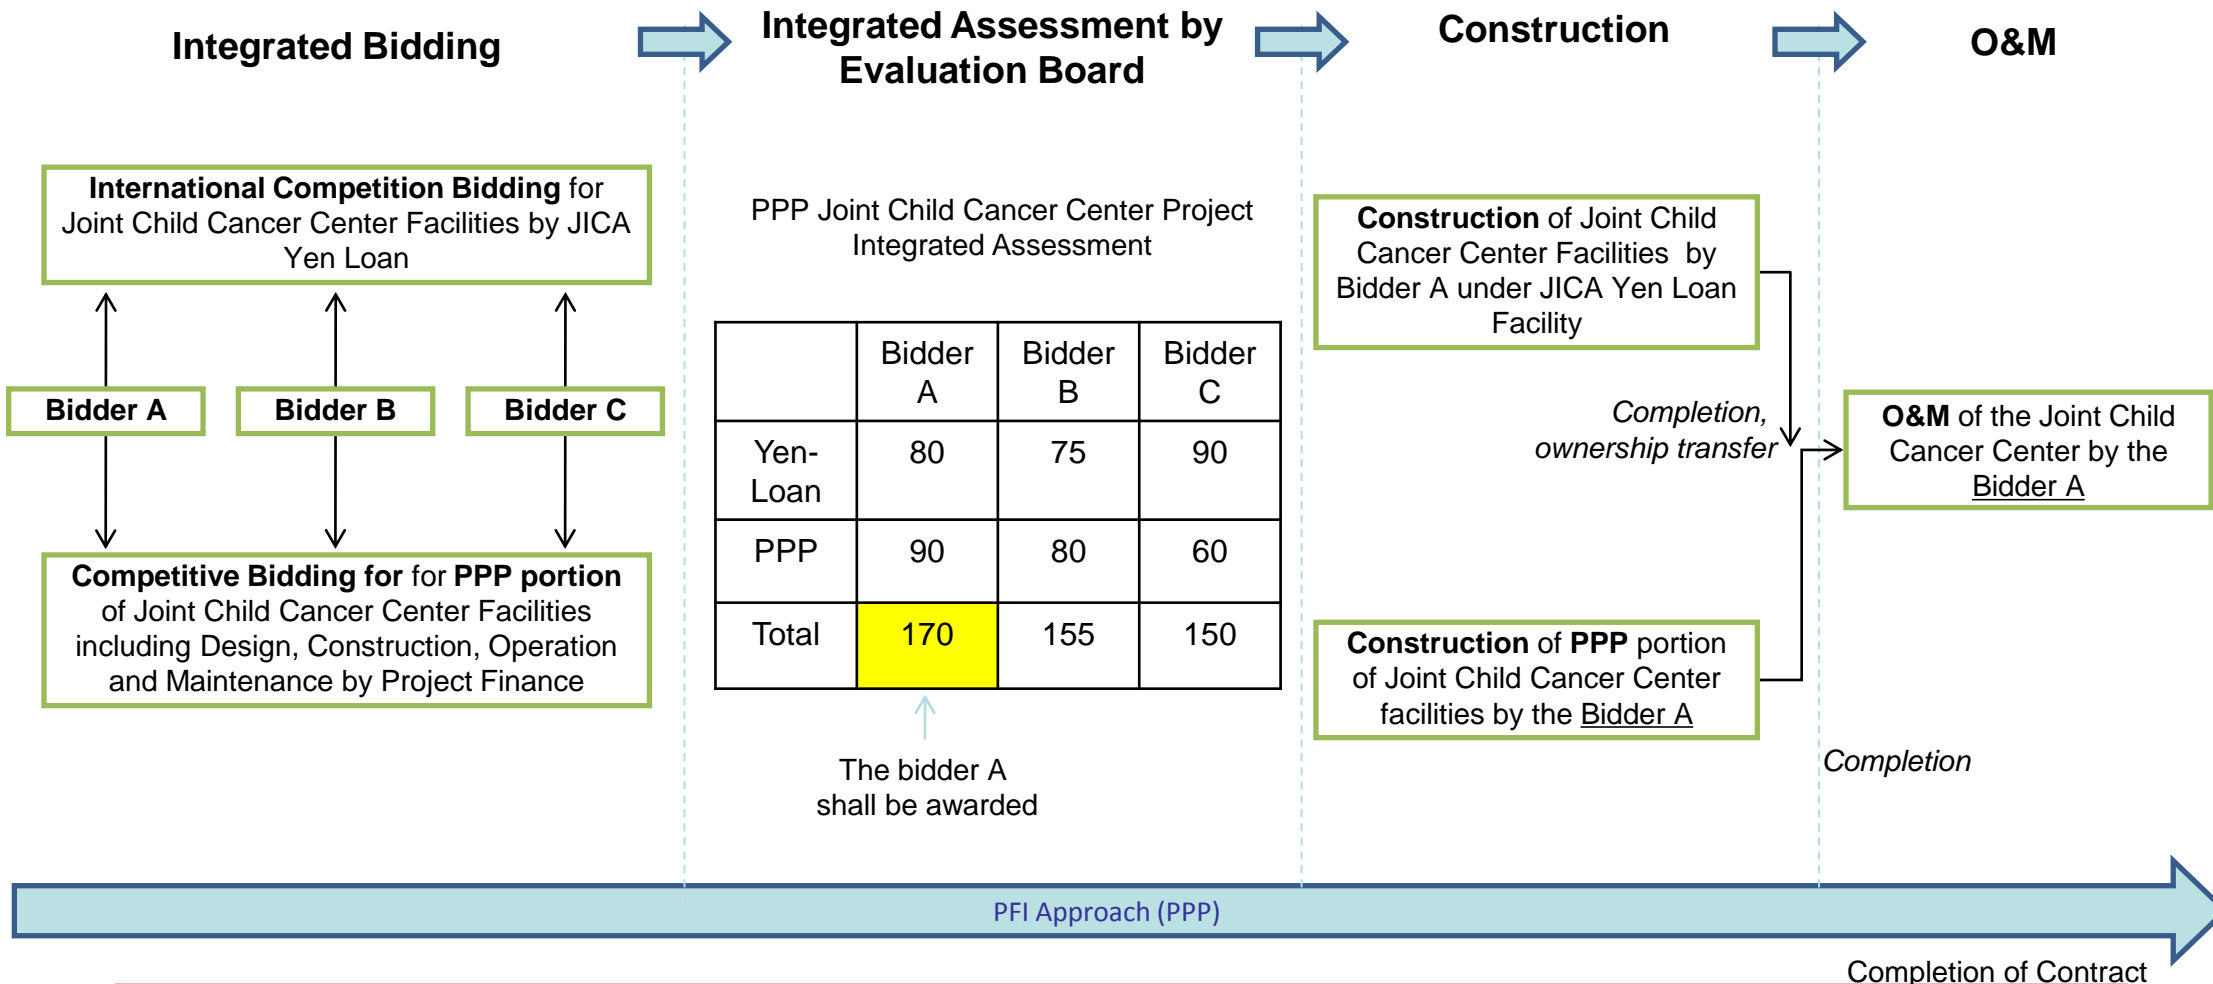 Integrated Bidding
Integrated Assessment by
Evaluation Board
Construction
O&M
International Competition Bidding for
Joint Child Cancer Center Facilities by JICA
Yen Loan
Bidder A
Bidder B
Bidder C
Competitive Bidding for for PPP portion
of Joint Child Cancer Center Facilities
including Design, Construction, Operation
and Maintenance by Project Finance
PPP Joint Child Cancer Center Project
Integrated Assessment
Bidder A Bidder B Bidder C
Yen-Loan 80 75 90
PPP 90 80 60
Total 170 155 150
The bidder A
shall be awarded
Construction of Joint Child
Cancer Center Facilities by
Bidder A under JICA Yen Loan
Facility
Completion,
ownership transfer
Construction of PPP portion
of Joint Child Cancer Center
facilities by the Bidder A
O&M of the Joint Child
Cancer Center by the
Bidder A
Completion
PFI Approach (PPP)
Completion of Contract